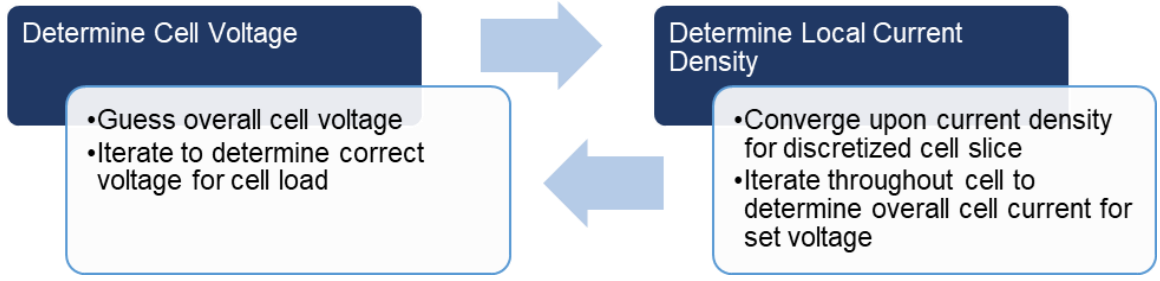 Determine Cell Voltage
•Guess overall cell voltage
•Iterate to determine correct
voltage for cell load
Determine Local Current
Density
•Converge upon current density
for discretized cell slice
•Iterate throughout cell to
determine overall cell current for
set voltage